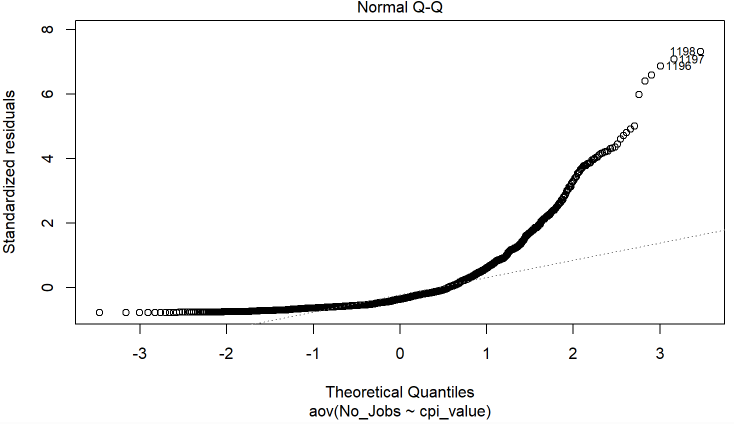 Normal Q-Q
8
6
4
2
0
Standardized residuals
1198
1197
1196
-3 -2 -1 0 1 2 3
Theoretical Quantiles
aov(No_Jobs ~ cpi_value)